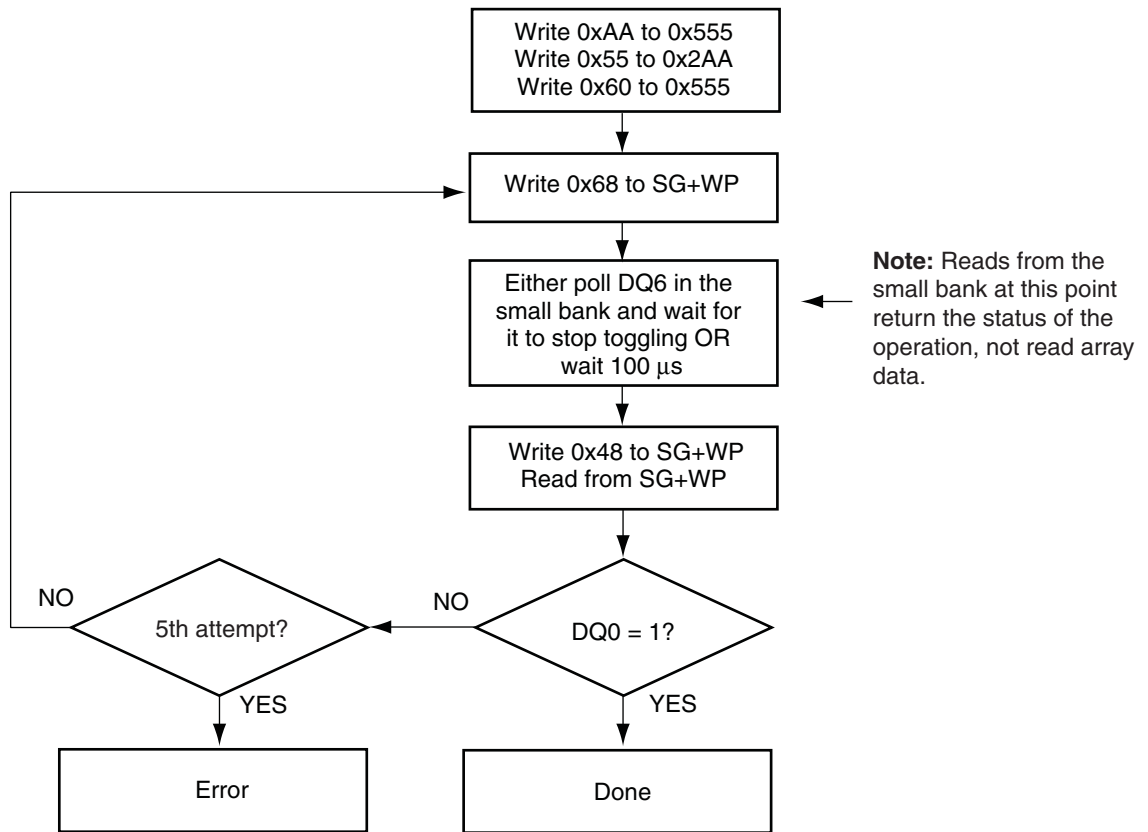 Write 0xAA to 0x555
Write 0x55 to 0x2AA
Write 0x60 to 0x555
Write 0x68 to SG+WP
Either poll DQ6 in the
small bank and wait for
it to stop toggling OR
wait 100 μs
Note: Reads from the
small bank at this point
return the status of the
operation, not read array
data.
Write 0x48 to SG+WP
Read from SG+WP
NO
5th attempt?
NO
DQ0 = 1?
YES
YES
Error
Done